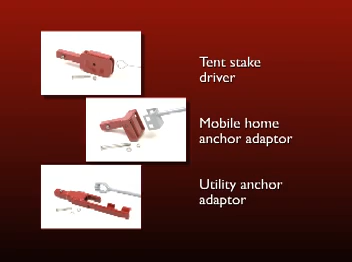 Tent stake
driver
Mobile home
anchor adaptor
Utility anchor
adaptor